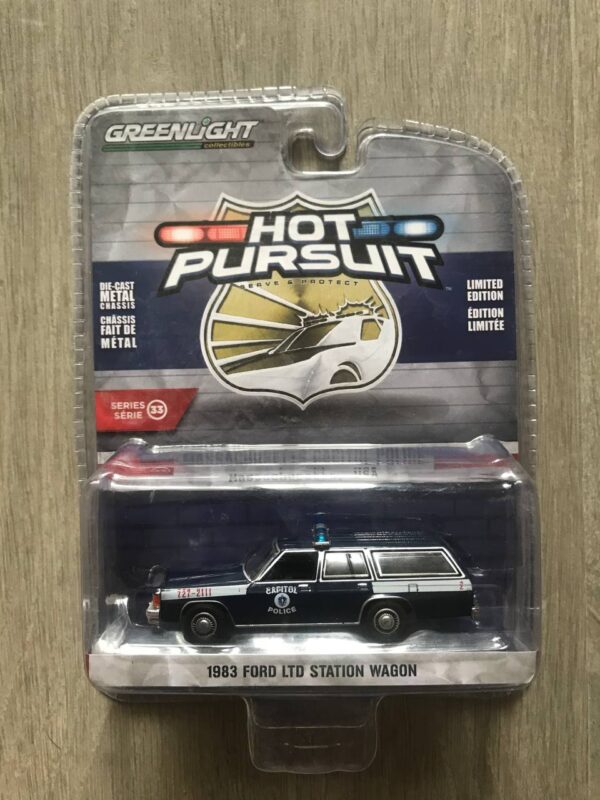 GREENLiGHT
collectibles
HOT
PURSUIT
SERVE & PROTECT
DIE-CAST
METAL
CHASSIS
CHÂSSIS
FAIT DE
MÉTAL
LIMITED
EDITION
ÉDITION
LIMITÉE
SERIES
SÉRIE 33
727-2111
CAPITOL
POLICE
2
1983 FORD LTD STATION WAGON